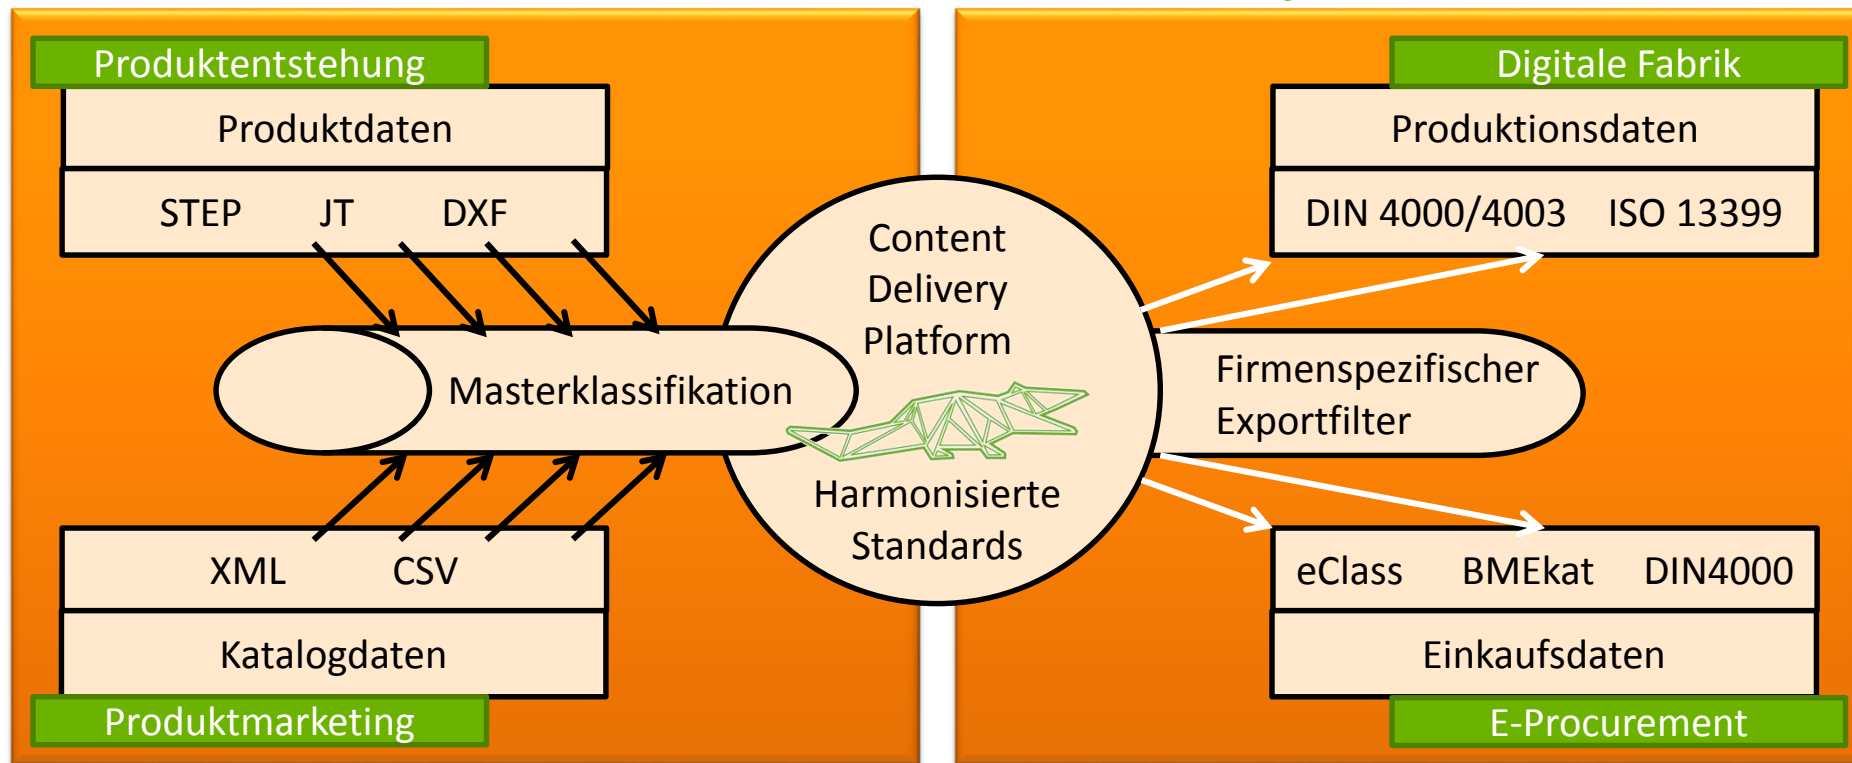 Produktentstehung
Produktdaten
STEP JT DXF
Masterklassifikation
XML CSV
Katalogdaten
Produktmarketing
Content
Delivery
Platform
Harmonisierte
Standards
Digitale Fabrik
Produktionsdaten
DIN 4000/4003 ISO 13399
Firmenspezifischer
Exportfilter
eClass BMEkat DIN4000
Einkaufsdaten
E-Procurement